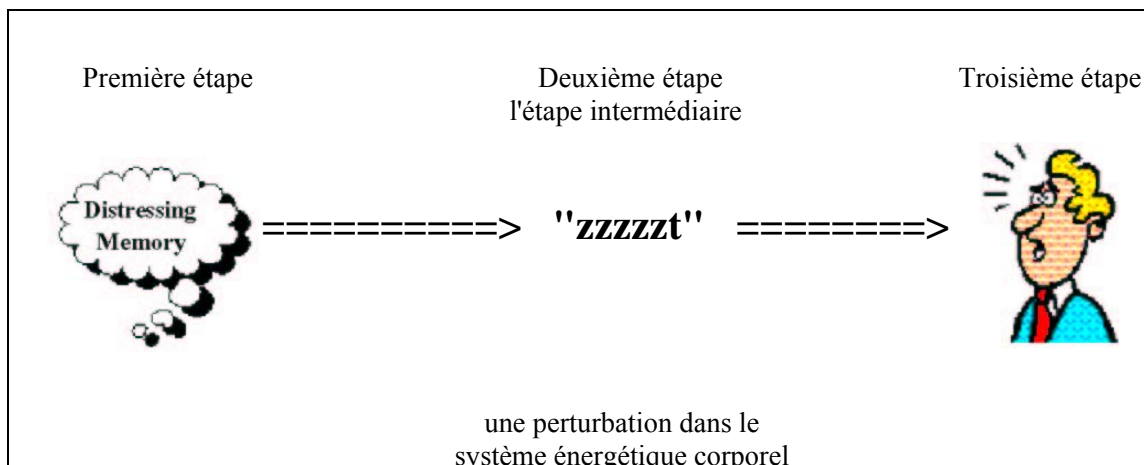 Première étape
Deuxième étape
l'étape intermédiaire
Troisième étape
Distressing
Memory
==========> "zzzzzt" ========>
une perturbation dans le
système énergétique corporel